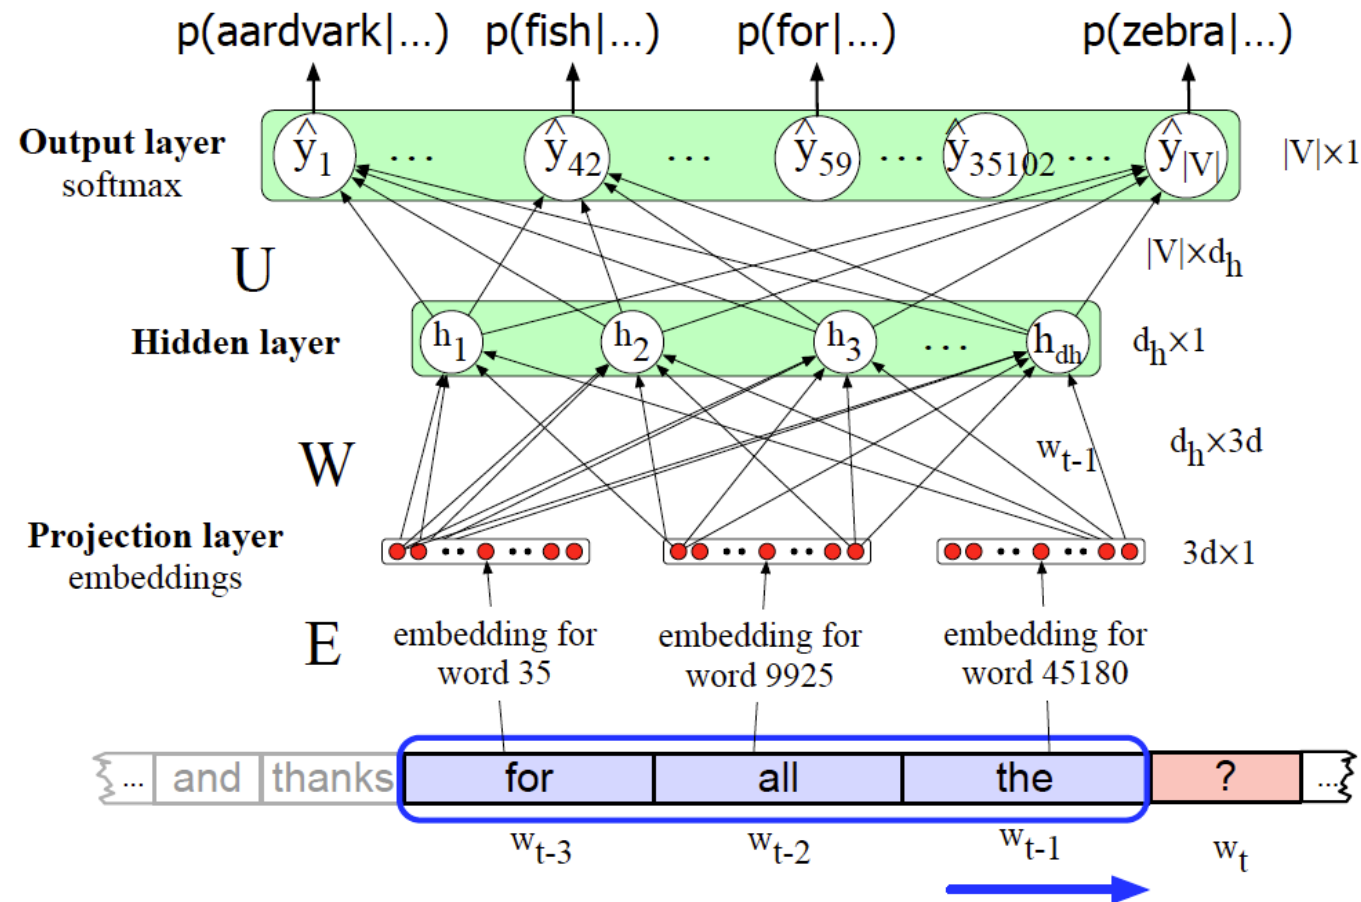 p(aardvark|...) p(fish|...) p(for|...) p(zebra|...)
Output layer
softmax
ŷ1 ... ŷ42 ... ŷ59 ... ŷ35102 ... ŷ|V| |V|×1
U |V|×dh
Hidden layer
h1 h2 h3 ... hdh dh×1
W wt-1 dh×3d
Projection layer
embeddings
.. .. .. .. .. .. 3d×1
E
embedding for
word 35
embedding for
word 9925
embedding for
word 45180
... and thanks for all the ? ...
wt-3 wt-2 wt-1 wt